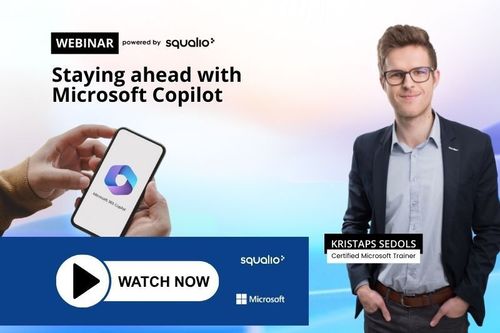 WEBINAR powered by squalio
Staying ahead with
Microsoft Copilot
Microsoft 365 Copilot
KRISTAPS SEDOLS
Certified Microsoft Trainer
WATCH NOW
squalio
Microsoft